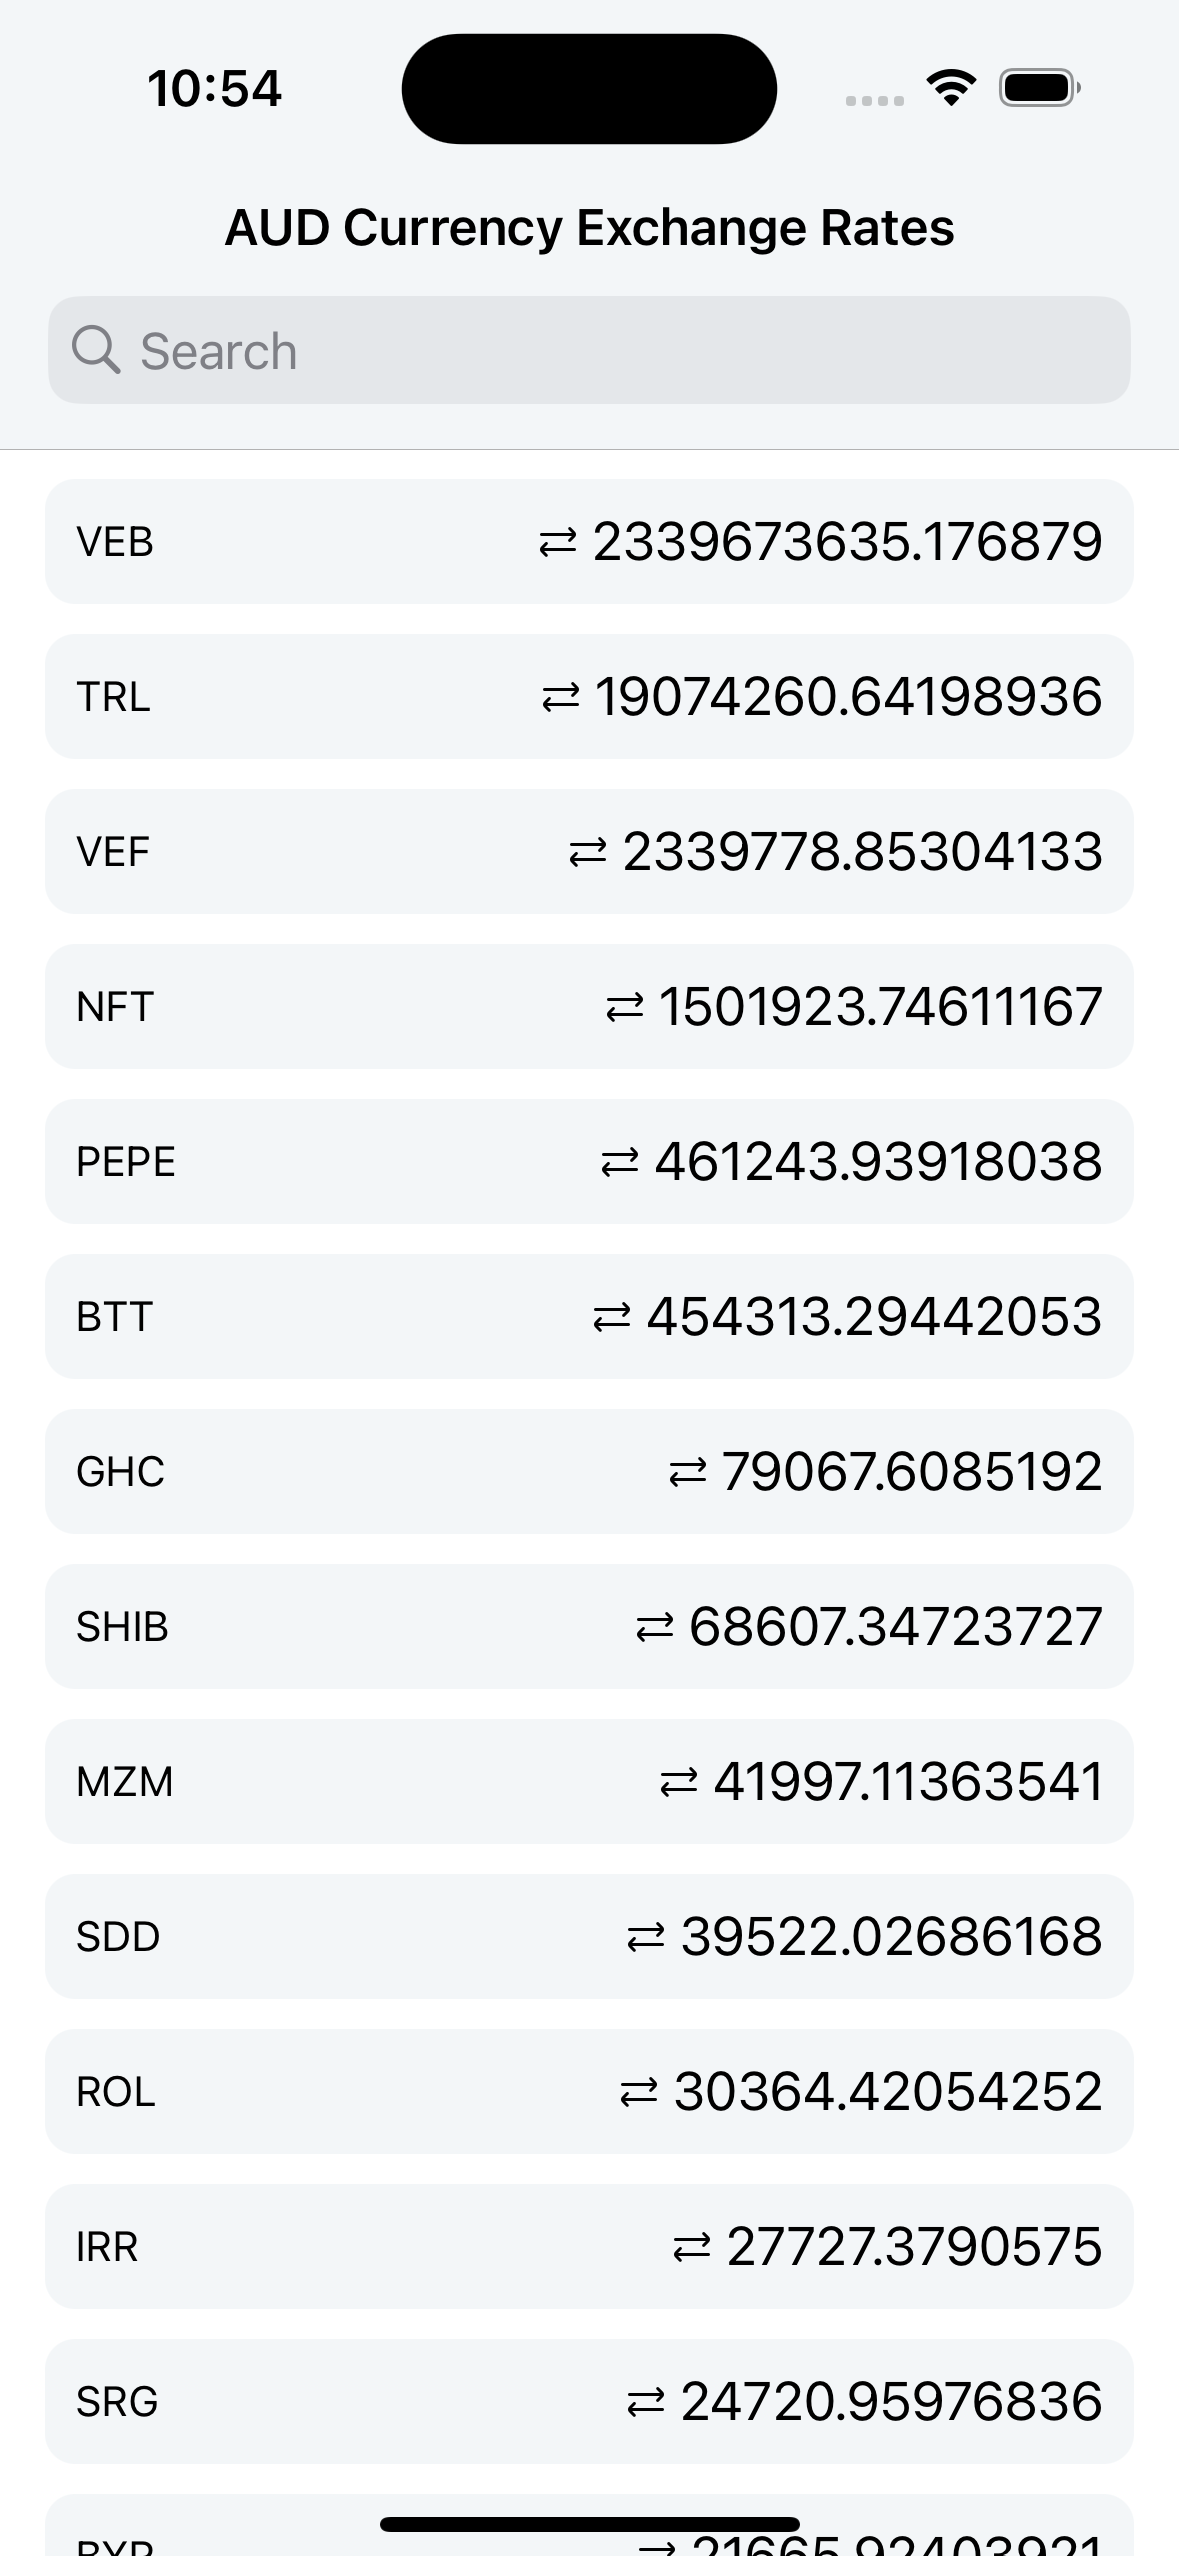 10:54
AUD Currency Exchange Rates
Search
VEB ⇄ 2339673635.176879
TRL ⇄ 19074260.64198936
VEF ⇄ 2339778.85304133
NFT ⇄ 1501923.74611167
PEPE ⇄ 461243.93918038
BTT ⇄ 454313.29442053
GHC ⇄ 79067.6085192
SHIB ⇄ 68607.34723727
MZM ⇄ 41997.11363541
SDD ⇄ 39522.02686168
ROL ⇄ 30364.42054252
IRR ⇄ 27727.3790575
SRG ⇄ 24720.95976836
⇄ 21665.92403921